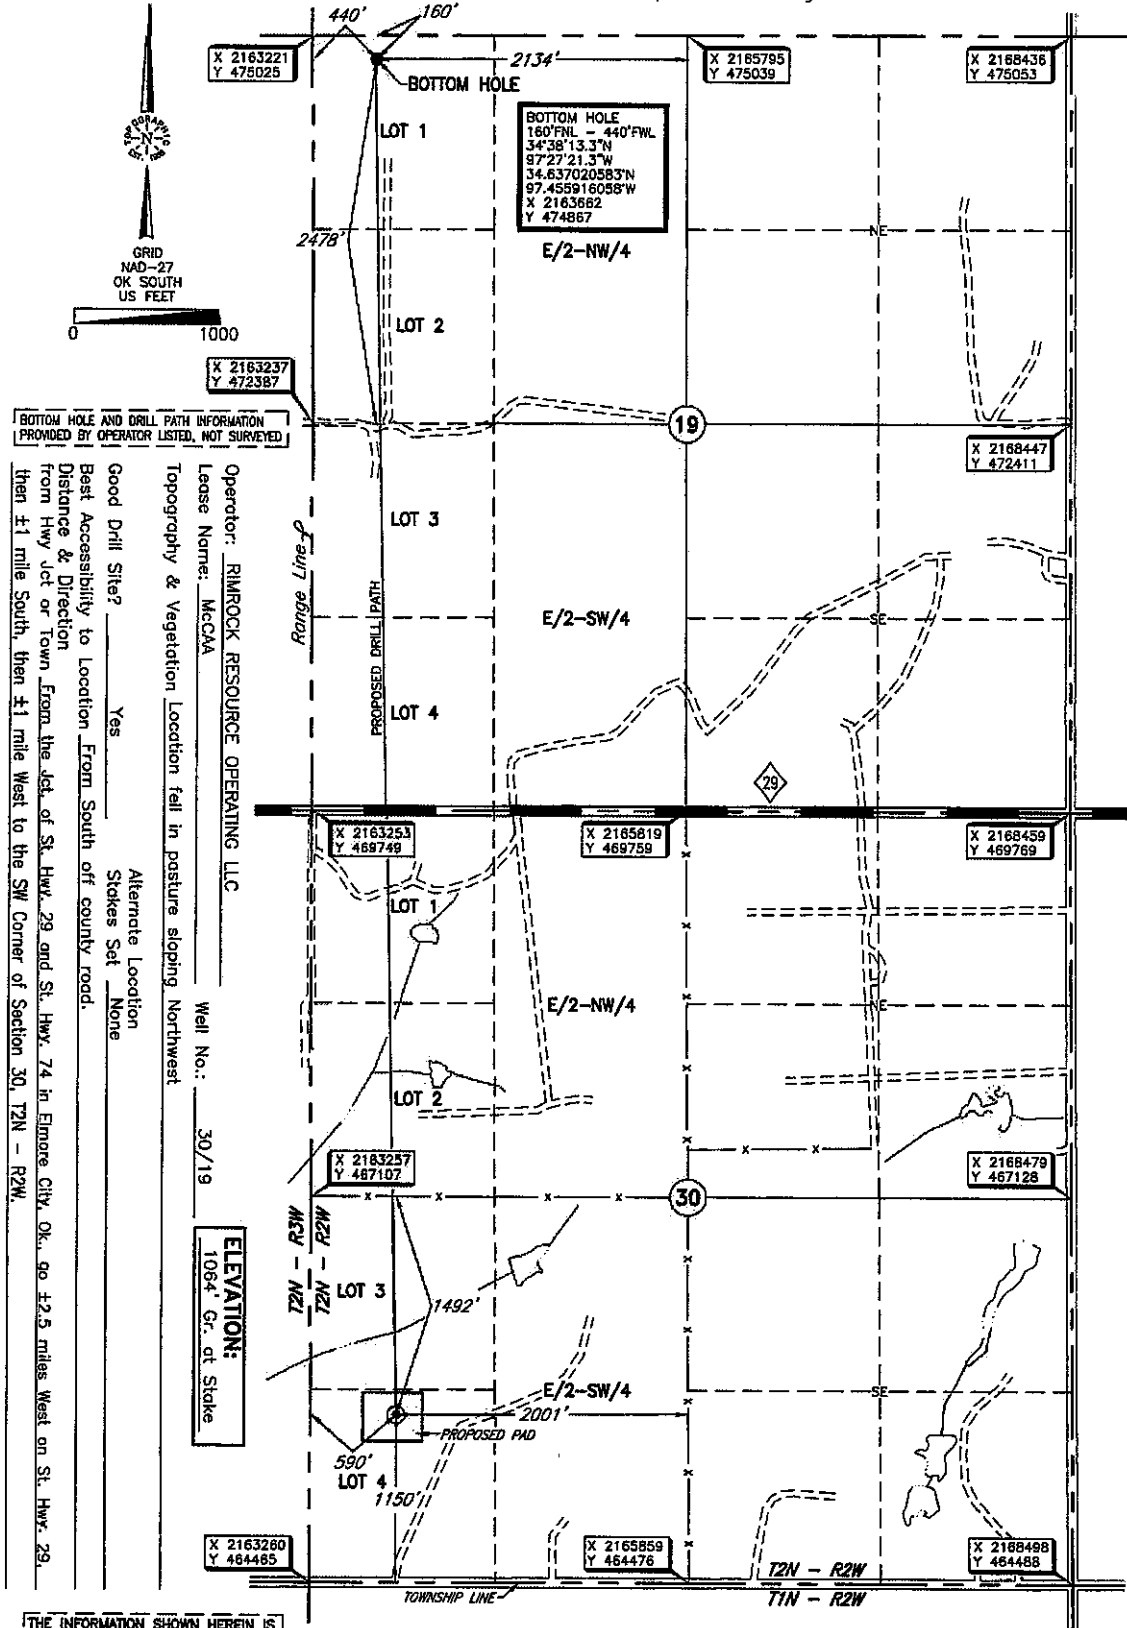 440'
160'
X 2163221
Y 475025
2134'
X 2165795
Y 475039
X 2168436
Y 475053
BOTTOM HOLE
BOTTOM HOLE
160'FNL - 440'FWL
34°38'13.3"N
97°27'21.3"W
34.637020583°N
97.455916058°W
X 2163662
Y 474867
LOT 1
TOPOGRAPHIC
N
EST. 1958
GRID
NAD-27
OK SOUTH
US FEET
0 1000
2478'
E/2-NW/4
NE
LOT 2
X 2163237
Y 472387
BOTTOM HOLE AND DRILL PATH INFORMATION
PROVIDED BY OPERATOR LISTED, NOT SURVEYED
19
X 2168447
Y 472411
LOT 3
Range Line
PROPOSED DRILL PATH
E/2-SW/4
SE
LOT 4
29
X 2163253
Y 469749
X 2165819
Y 469759
X 2168459
Y 469769
LOT 1
E/2-NW/4
NE
LOT 2
X 2163257
Y 467107
30
X 2168479
Y 467128
T2N - R3W
T2N - R2W
LOT 3
1492'
E/2-SW/4
SE
2001'
PROPOSED PAD
590'
LOT 4
1150'
X 2163260
Y 464465
X 2165859
Y 464476
X 2168498
Y 464488
TOWNSHIP LINE
T2N - R2W
T1N - R2W
Operator: RIMROCK RESOURCE OPERATING LLC
Lease Name: McCAA Well No.: 30/19
ELEVATION:
1064' Gr. at Stake
Topography & Vegetation Location fell in pasture sloping Northwest
Good Drill Site? Yes
Alternate Location
Stakes Set None
Best Accessibility to Location From South off county road.
Distance & Direction
from Hwy Jct or Town From the Jct. of St. Hwy. 29 and St. Hwy. 74 in Elmore City, Ok., go ±2.5 miles West on St. Hwy. 29,
then ±1 mile South, then ±1 mile West to the SW Corner of Section 30, T2N - R2W.
THE INFORMATION SHOWN HEREIN IS